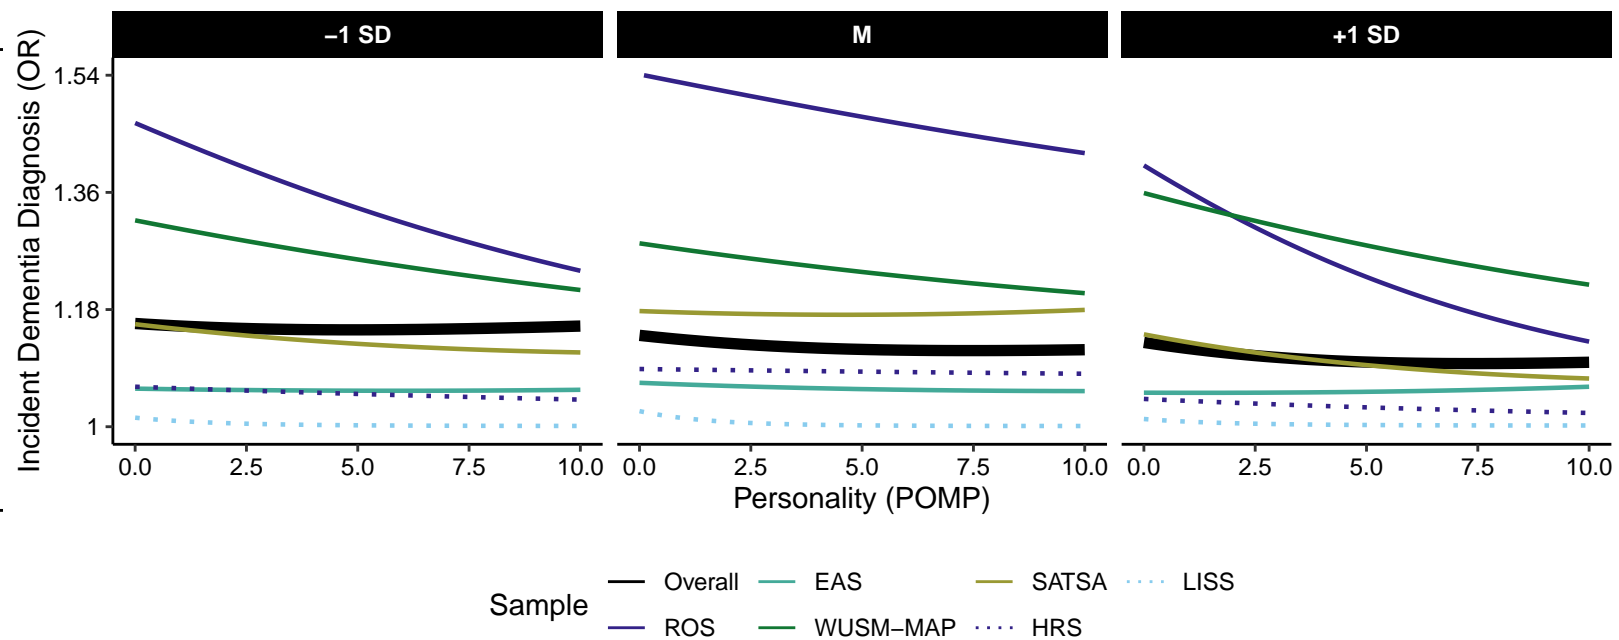 −1 SD M +1 SD
Incident Dementia Diagnosis (OR)
1.54
1.36
1.18
1
0.0 2.5 5.0 7.5 10.0 0.0 2.5 5.0 7.5 10.0 0.0 2.5 5.0 7.5 10.0
Personality (POMP)
Sample
Overall EAS SATSA LISS
ROS WUSM−MAP HRS